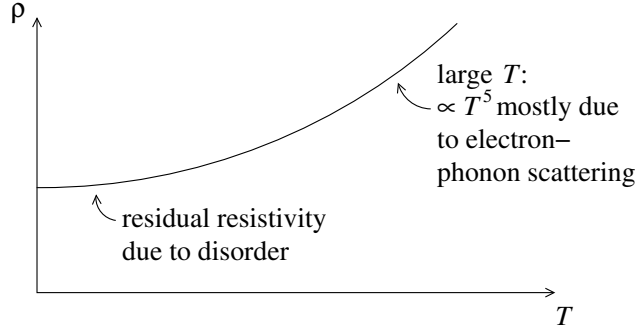 ρ
large T:
∝ T⁵ mostly due
to electron–
phonon scattering
residual resistivity
due to disorder
T